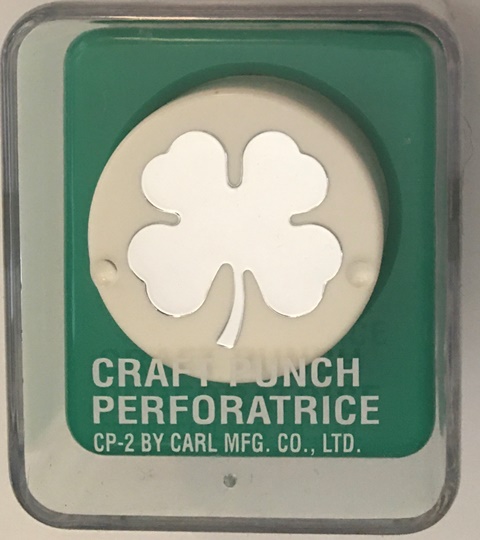 CRAFT PUNCH
PERFORATRICE
CP-2 BY CARL MFG. CO., LTD.